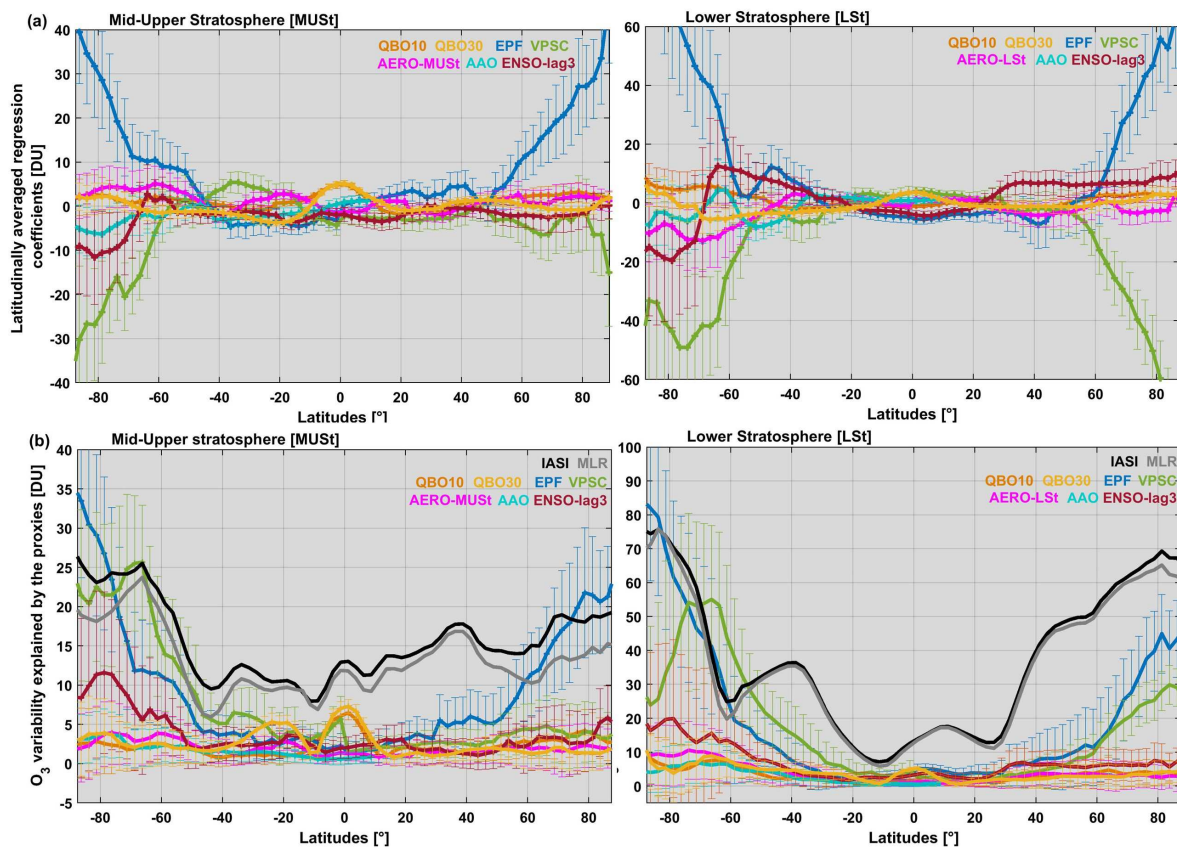 (a)
Mid-Upper Stratosphere [MUSt]
QBO10 QBO30 EPF VPSC
AERO-MUSt AAO ENSO-lag3
Latitudinally averaged regression
coefficients [DU]
40
30
20
10
0
-10
-20
-30
-40
-80 -60 -40 -20 0 20 40 60 80
Latitudes [°]
Lower Stratosphere [LSt]
QBO10 QBO30 EPF VPSC
AERO-LSt AAO ENSO-lag3
60
40
20
0
-20
-40
-60
-80 -60 -40 -20 0 20 40 60 80
Latitudes [°]
(b)
Mid-Upper stratosphere [MUSt]
IASI MLR
QBO10 QBO30 EPF VPSC
AERO-MUSt AAO ENSO-lag3
O3 variability explained by the proxies [DU]
40
35
30
25
20
15
10
5
0
-5
-80 -60 -40 -20 0 20 40 60 80
Latitudes [°]
Lower Stratosphere [LSt]
IASI MLR
QBO10 QBO30 EPF VPSC
AERO-LSt AAO ENSO-lag3
100
90
80
70
60
50
40
30
20
10
0
-80 -60 -40 -20 0 20 40 60 80
Latitudes [°]